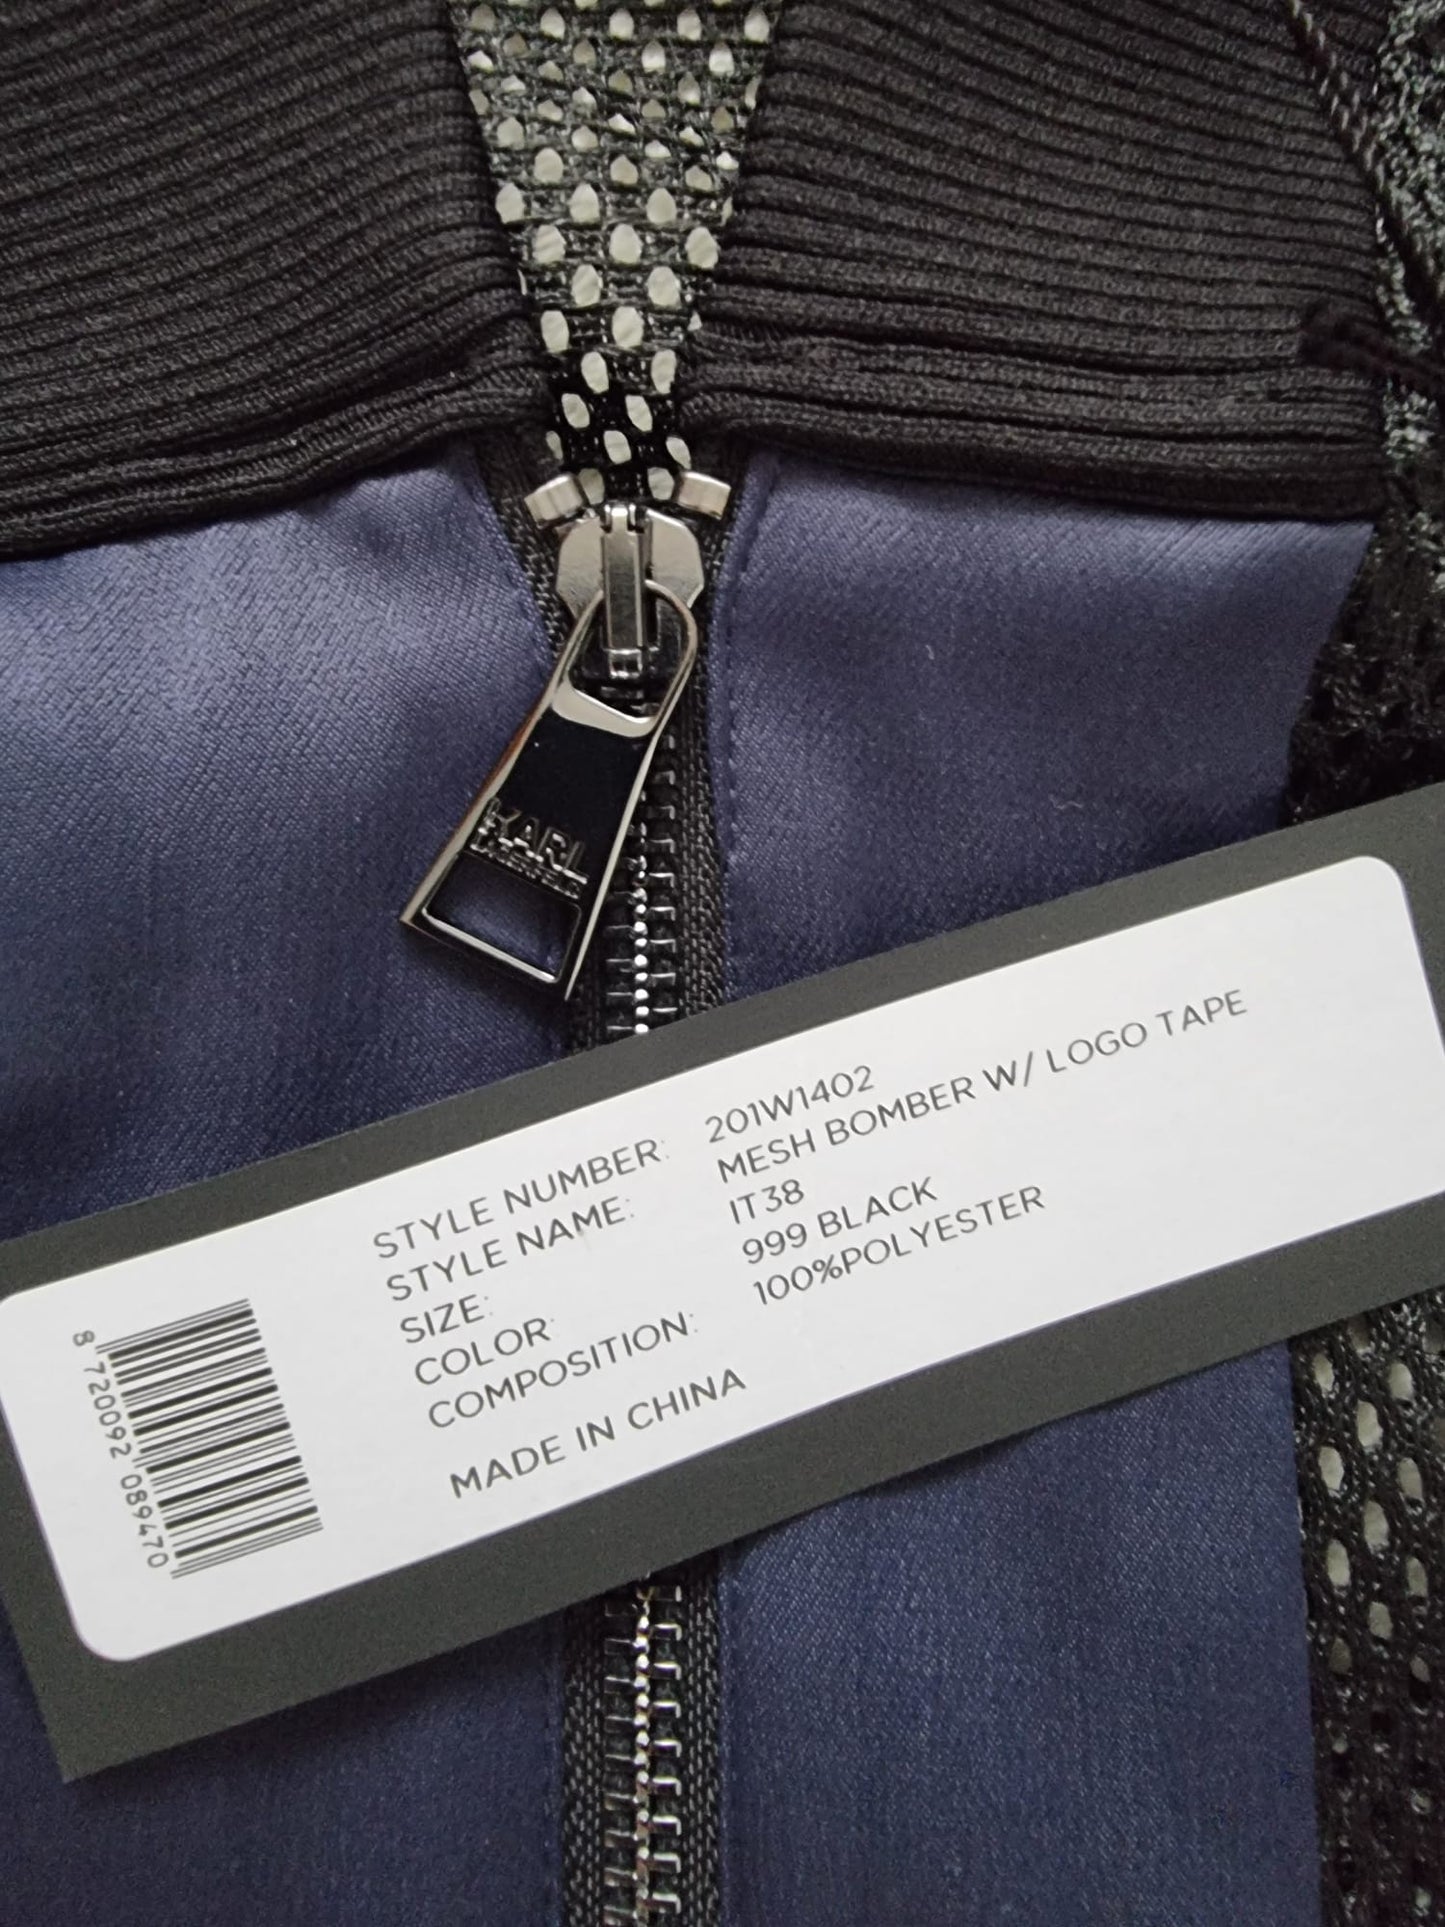 KARL
LAGERFELD
STYLE NUMBER: 201W1402
STYLE NAME: MESH BOMBER W/ LOGO TAPE
SIZE: IT38
COLOR: 999 BLACK
COMPOSITION: 100%POLYESTER
MADE IN CHINA
8 720092 089470